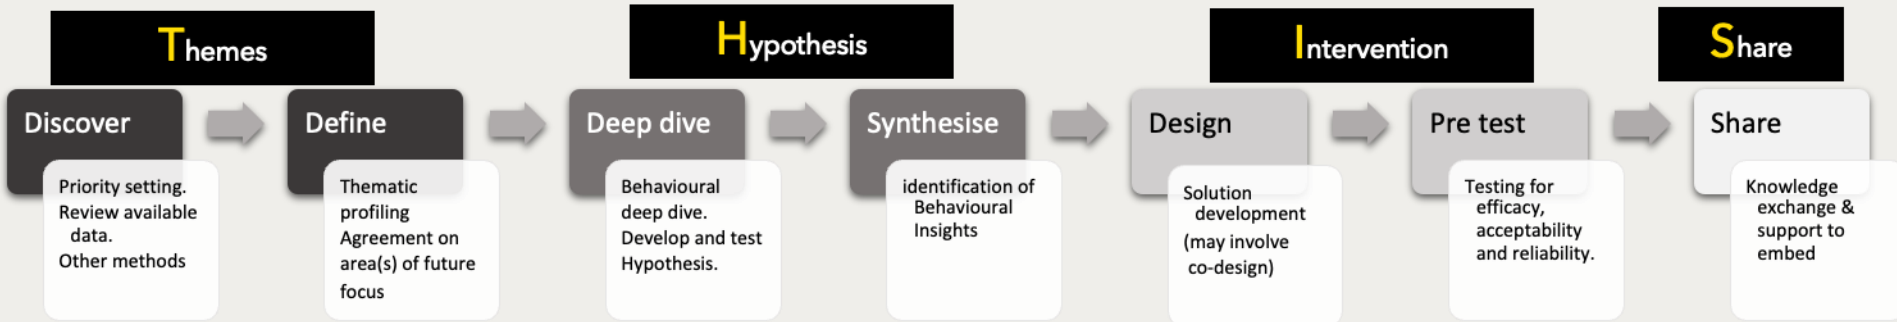 Themes
Hypothesis
Intervention
Share
Discover
Define
Deep dive
Synthesise
Design
Pre test
Share
Priority setting.
Review available
data.
Other methods
Thematic
profiling
Agreement on
area(s) of future
focus
Behavioural
deep dive.
Develop and test
Hypothesis.
identification of
Behavioural
Insights
Solution
development
(may involve
co-design)
Testing for
efficacy,
acceptability
and reliability.
Knowledge
exchange &
support to
embed